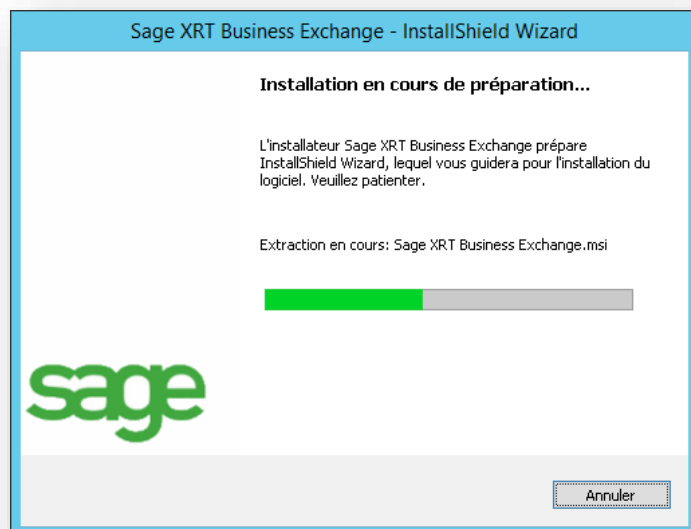 Sage XRT Business Exchange - InstallShield Wizard
Installation en cours de préparation...
L'installateur Sage XRT Business Exchange prépare
InstallShield Wizard, lequel vous guidera pour l'installation du
logiciel. Veuillez patienter.
Extraction en cours: Sage XRT Business Exchange.msi
sage
Annuler